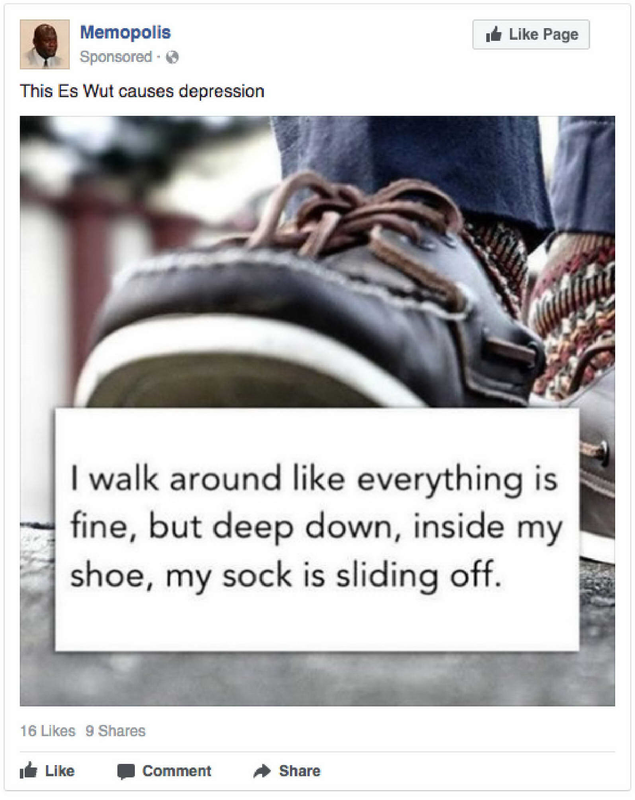 Memopolis
Like Page
Sponsored ·
This Es Wut causes depression
I walk around like everything is
fine, but deep down, inside my
shoe, my sock is sliding off.
16 Likes 9 Shares
Like Comment Share